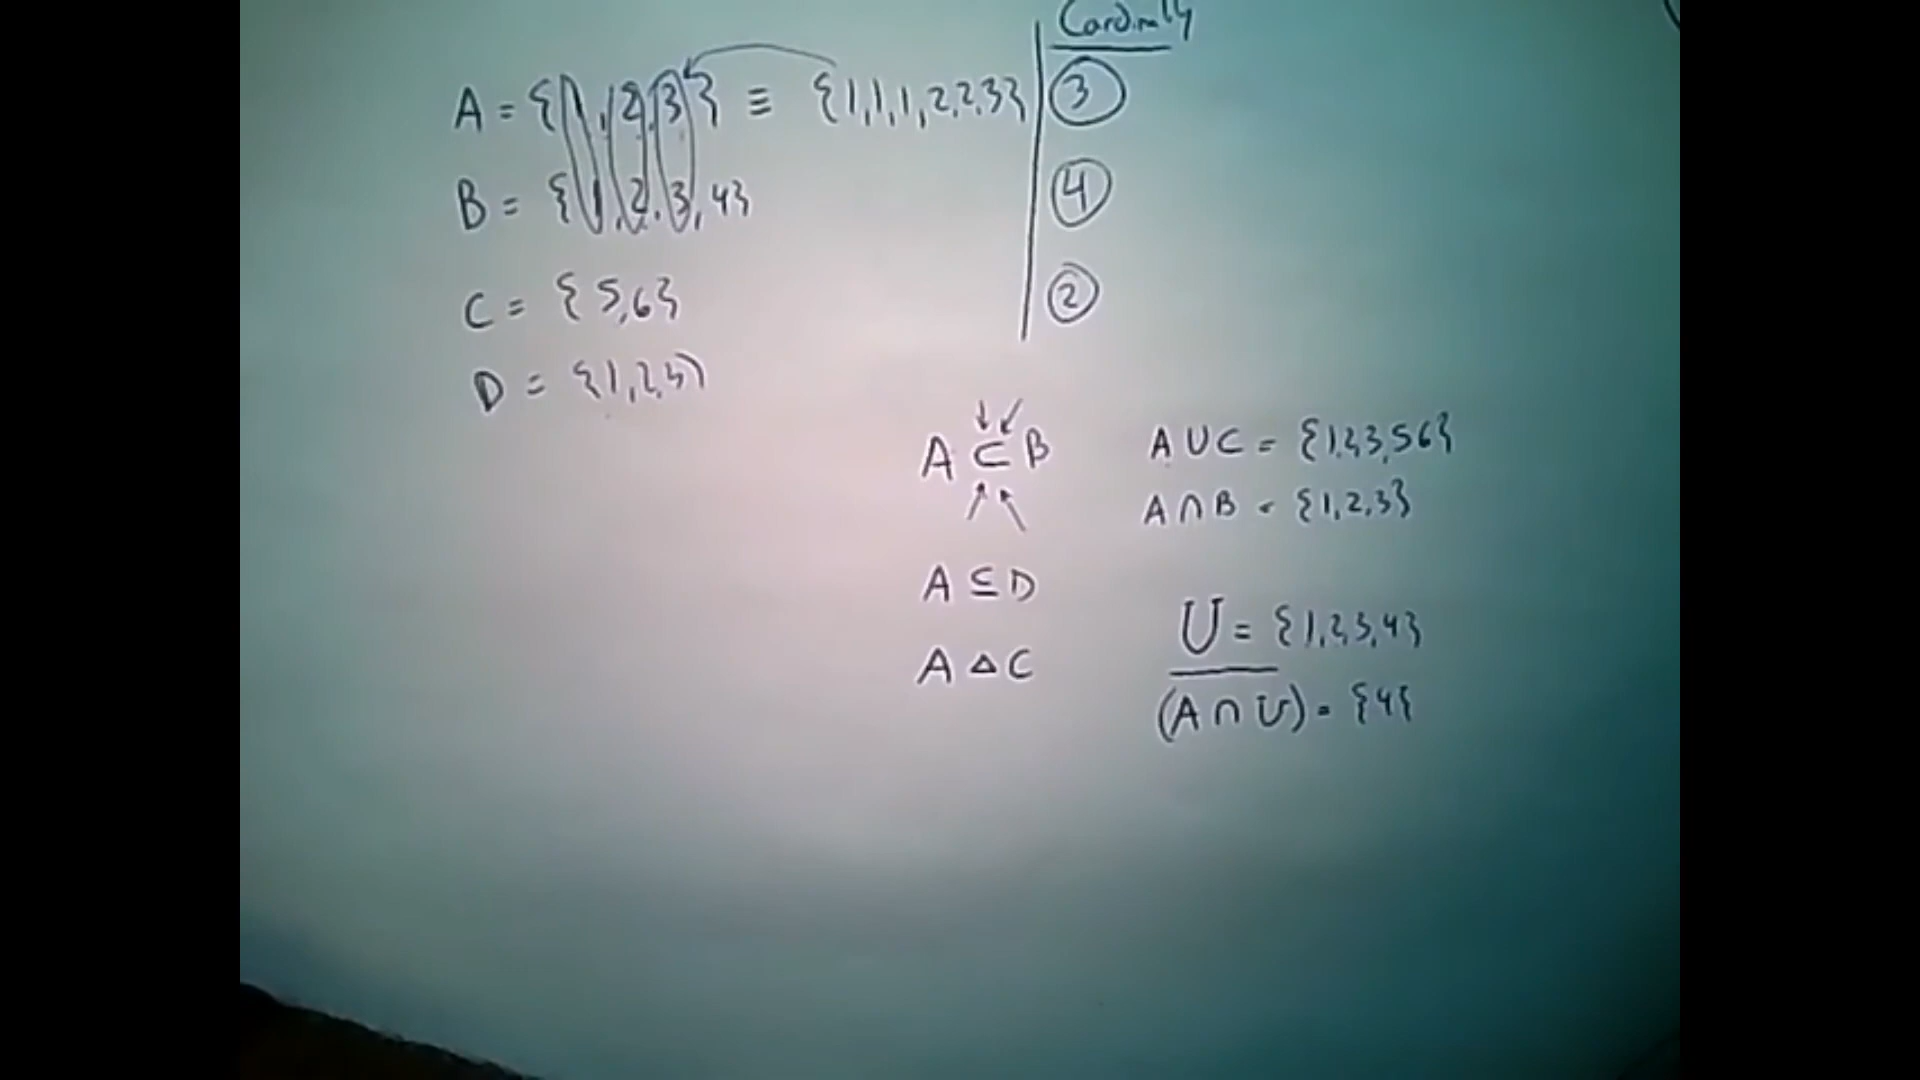 Cardinality
A = {1,2,3} ≡ {1,1,1,2,2,3} 3
B = {1,2,3,4} 4
C = {5,6} 2
D = {1,2,3}
A ⊂ B
A ∪ C = {1,2,3,5,6}
A ∩ B = {1,2,3}
A ⊆ D
U = {1,2,3,4}
A △ C
(A ∩ U) = {4}